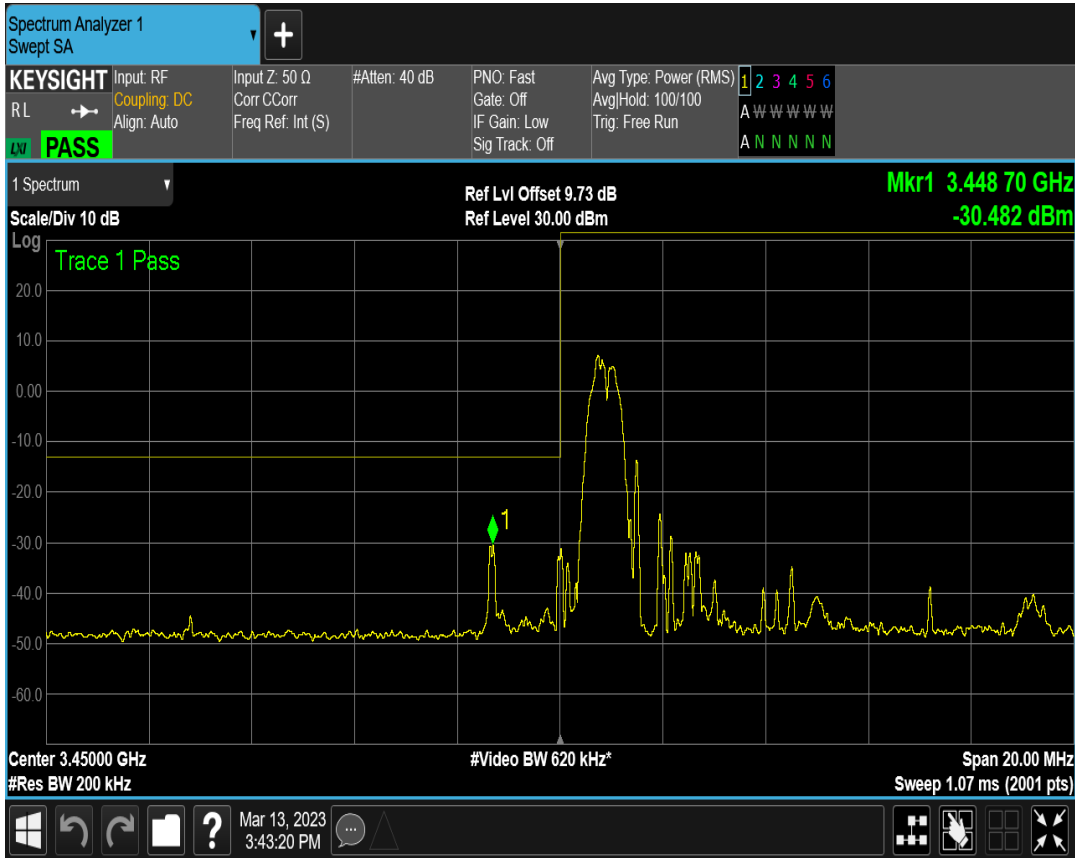 Spectrum Analyzer 1
Swept SA
KEYSIGHT
RL
LXI PASS
Input: RF
Coupling: DC
Align: Auto
Input Z: 50 Ω
Corr CCorr
Freq Ref: Int (S)
#Atten: 40 dB
PNO: Fast
Gate: Off
IF Gain: Low
Sig Track: Off
Avg Type: Power (RMS)
Avg|Hold: 100/100
Trig: Free Run
1 2 3 4 5 6
A W W W W W
A N N N N N
1 Spectrum
Scale/Div 10 dB
Ref Lvl Offset 9.73 dB
Ref Level 30.00 dBm
Mkr1 3.448 70 GHz
-30.482 dBm
Log
Trace 1 Pass
20.0
10.0
0.00
-10.0
-20.0
1
-30.0
-40.0
-50.0
-60.0
Center 3.45000 GHz
#Video BW 620 kHz*
Span 20.00 MHz
#Res BW 200 kHz
Sweep 1.07 ms (2001 pts)
?
Mar 13, 2023
3:43:20 PM